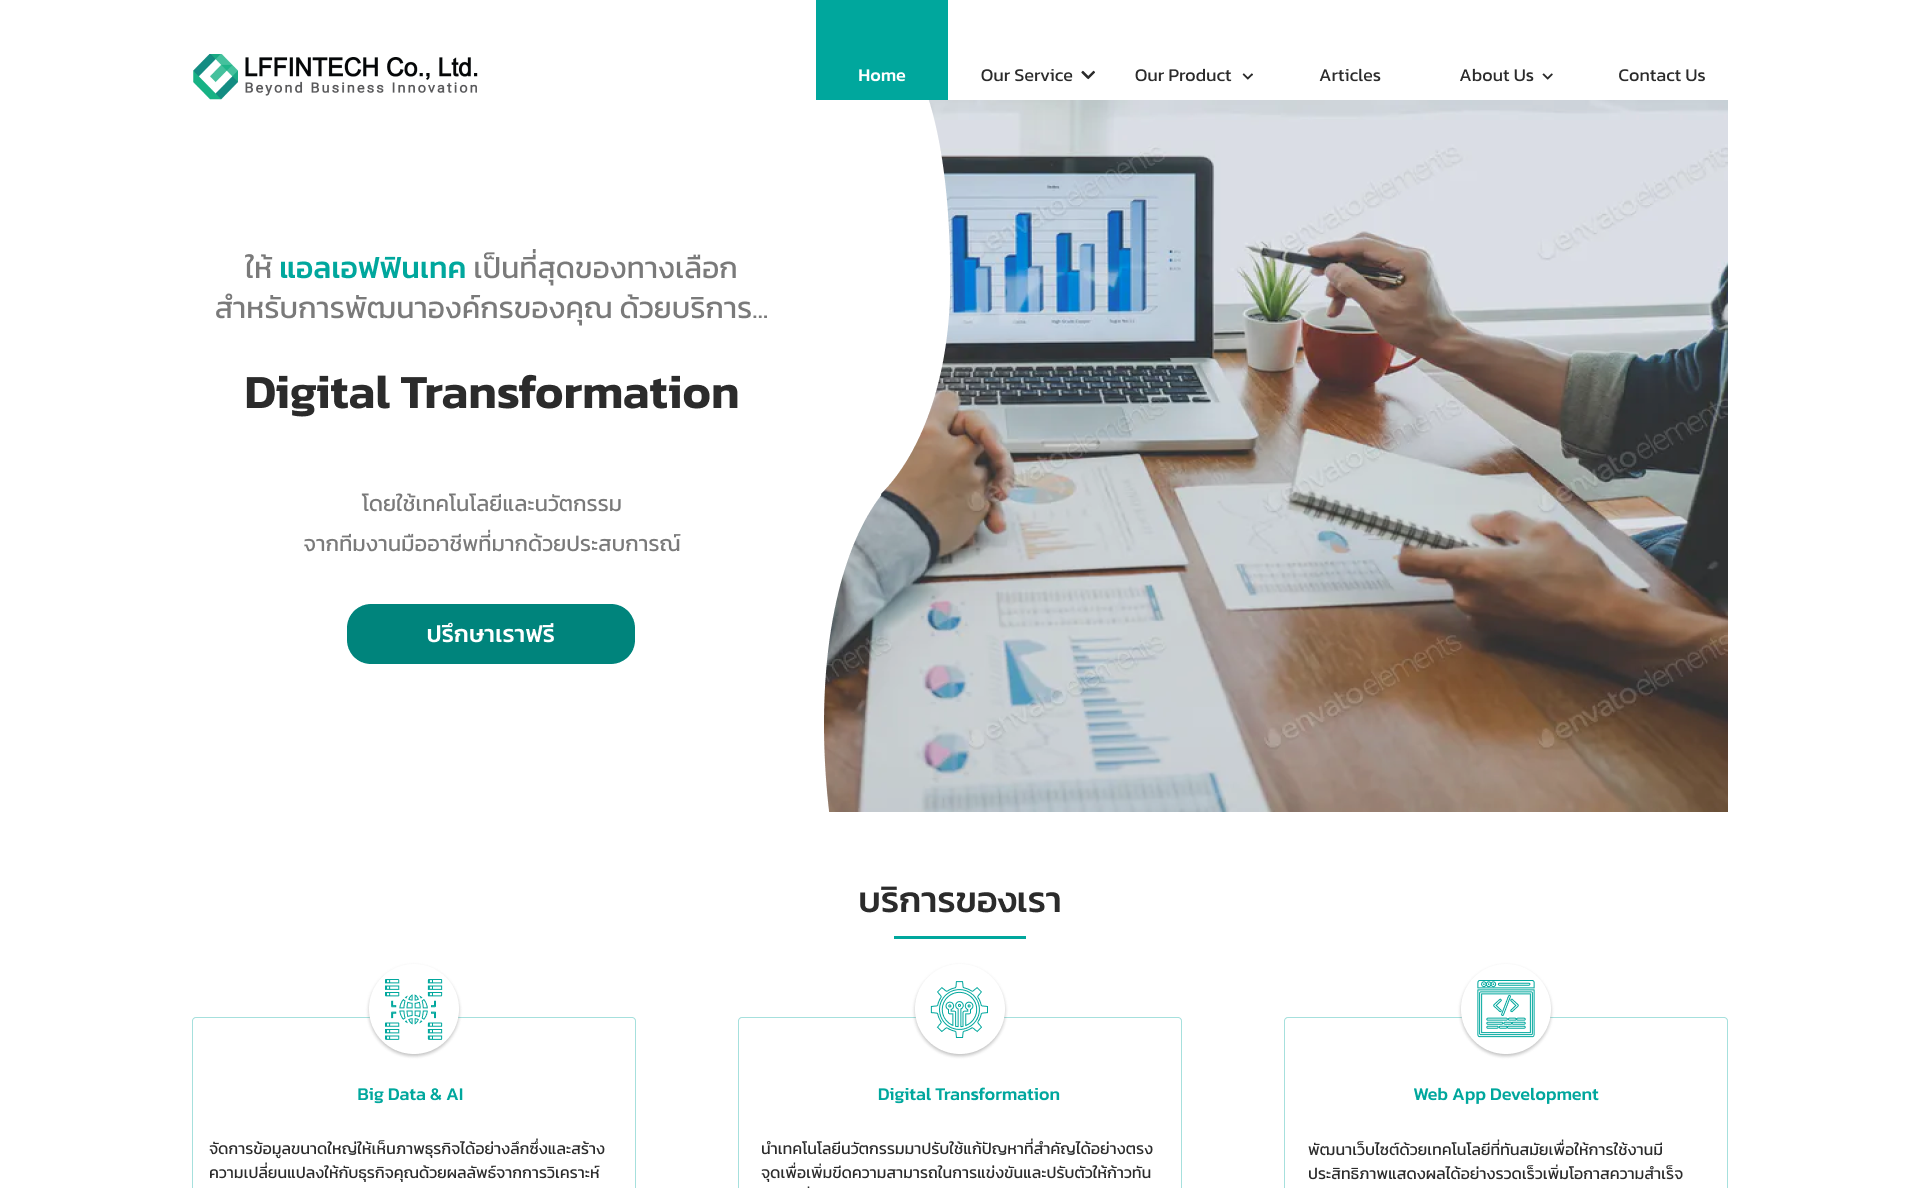 LFFINTECH Co., Ltd.
Beyond Business Innovation
Home
Our Service
Our Product
Articles
About Us
Contact Us
ให้ แอลเอฟฟินเทค เป็นที่สุดของทางเลือก
สำหรับการพัฒนาองค์กรของคุณ ด้วยบริการ...
Digital Transformation
โดยใช้เทคโนโลยีและนวัตกรรม
จากทีมงานมืออาชีพที่มากด้วยประสบการณ์
ปรึกษาเราฟรี
envatoelements
envatoelements
envatoelements
envatoelements
envatoelements
envatoelements
envatoelements
envatoelements
envatoelements
บริการของเรา
Big Data & AI
จัดการข้อมูลขนาดใหญ่ให้เห็นภาพธุรกิจได้อย่างลึกซึ้งและสร้าง
ความเปลี่ยนแปลงให้กับธุรกิจคุณด้วยผลลัพธ์จากการวิเคราะห์
Digital Transformation
นำเทคโนโลยีนวัตกรรมมาปรับใช้แก้ปัญหาที่สำคัญได้อย่างตรง
จุดเพื่อเพิ่มขีดความสามารถในการแข่งขันและปรับตัวให้ก้าวทัน
Web App Development
พัฒนาเว็บไซต์ด้วยเทคโนโลยีที่ทันสมัยเพื่อให้การใช้งานมี
ประสิทธิภาพแสดงผลได้อย่างรวดเร็วเพิ่มโอกาสความสำเร็จ